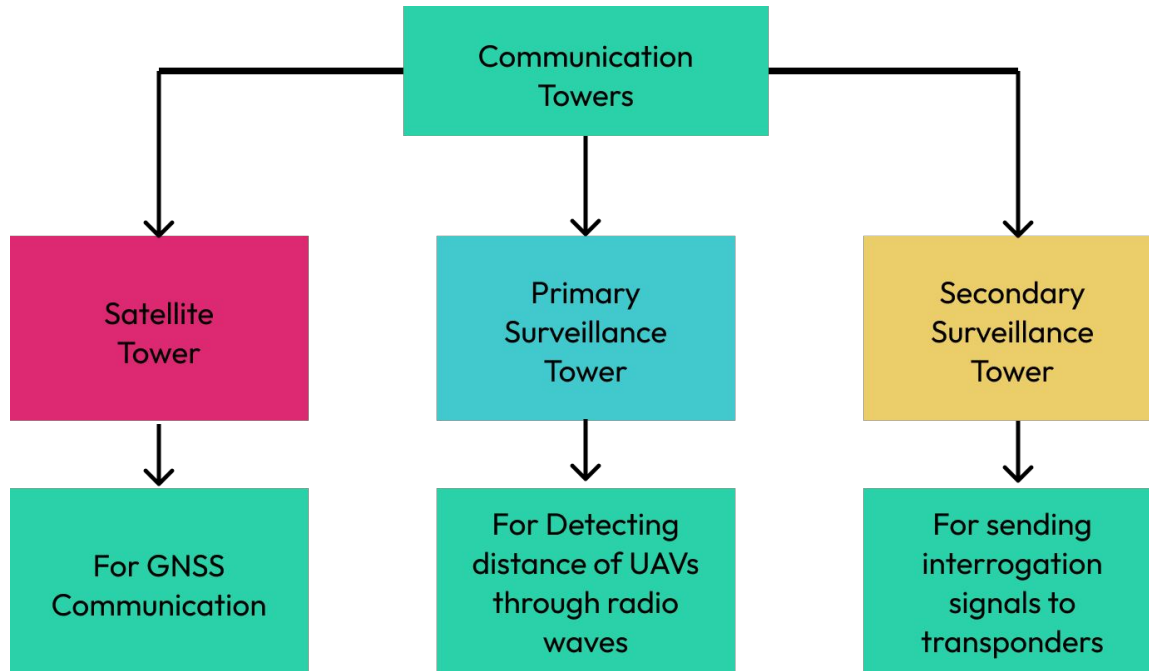 Communication
Towers
Satellite
Tower
Primary
Surveillance
Tower
Secondary
Surveillance
Tower
For GNSS
Communication
For Detecting
distance of UAVs
through radio
waves
For sending
interrogation
signals to
transponders